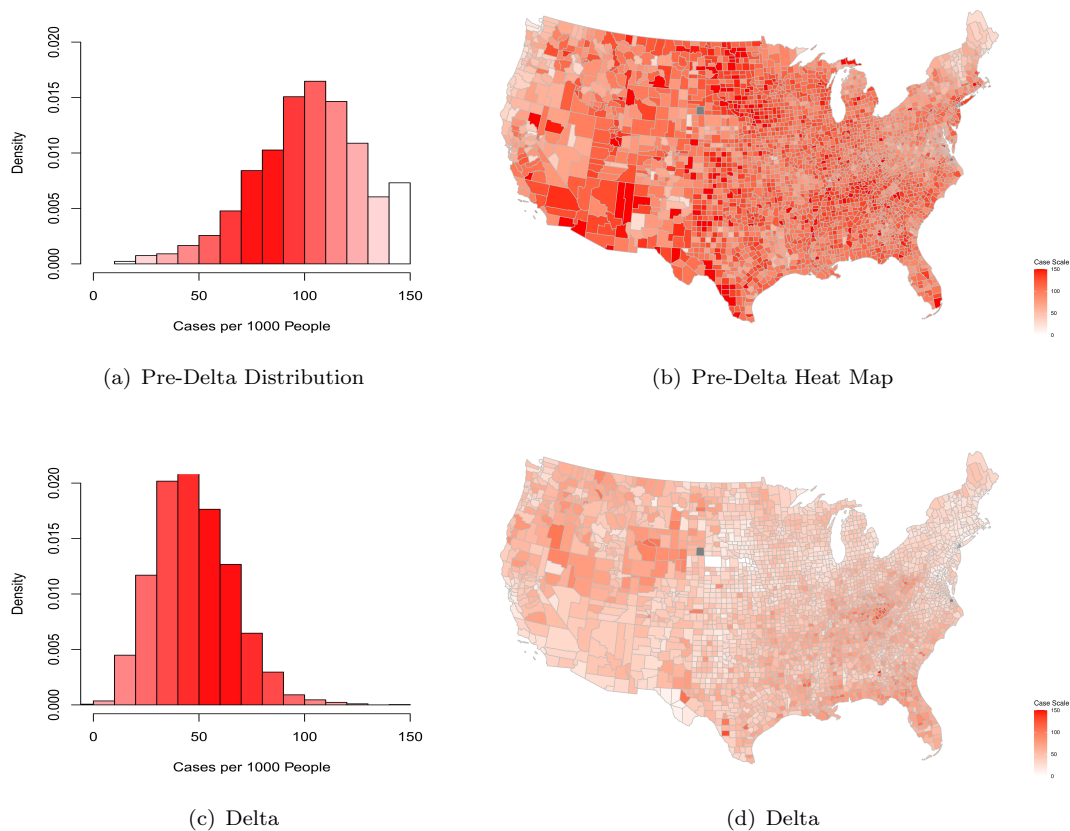 0.020
0.015
0.010
0.005
0.000
Density
0 50 100 150
Cases per 1000 People
(a) Pre-Delta Distribution
Case Scale
150
100
50
0
(b) Pre-Delta Heat Map
0.020
0.015
0.010
0.005
0.000
Density
0 50 100 150
Cases per 1000 People
(c) Delta
Case Scale
150
100
50
0
(d) Delta